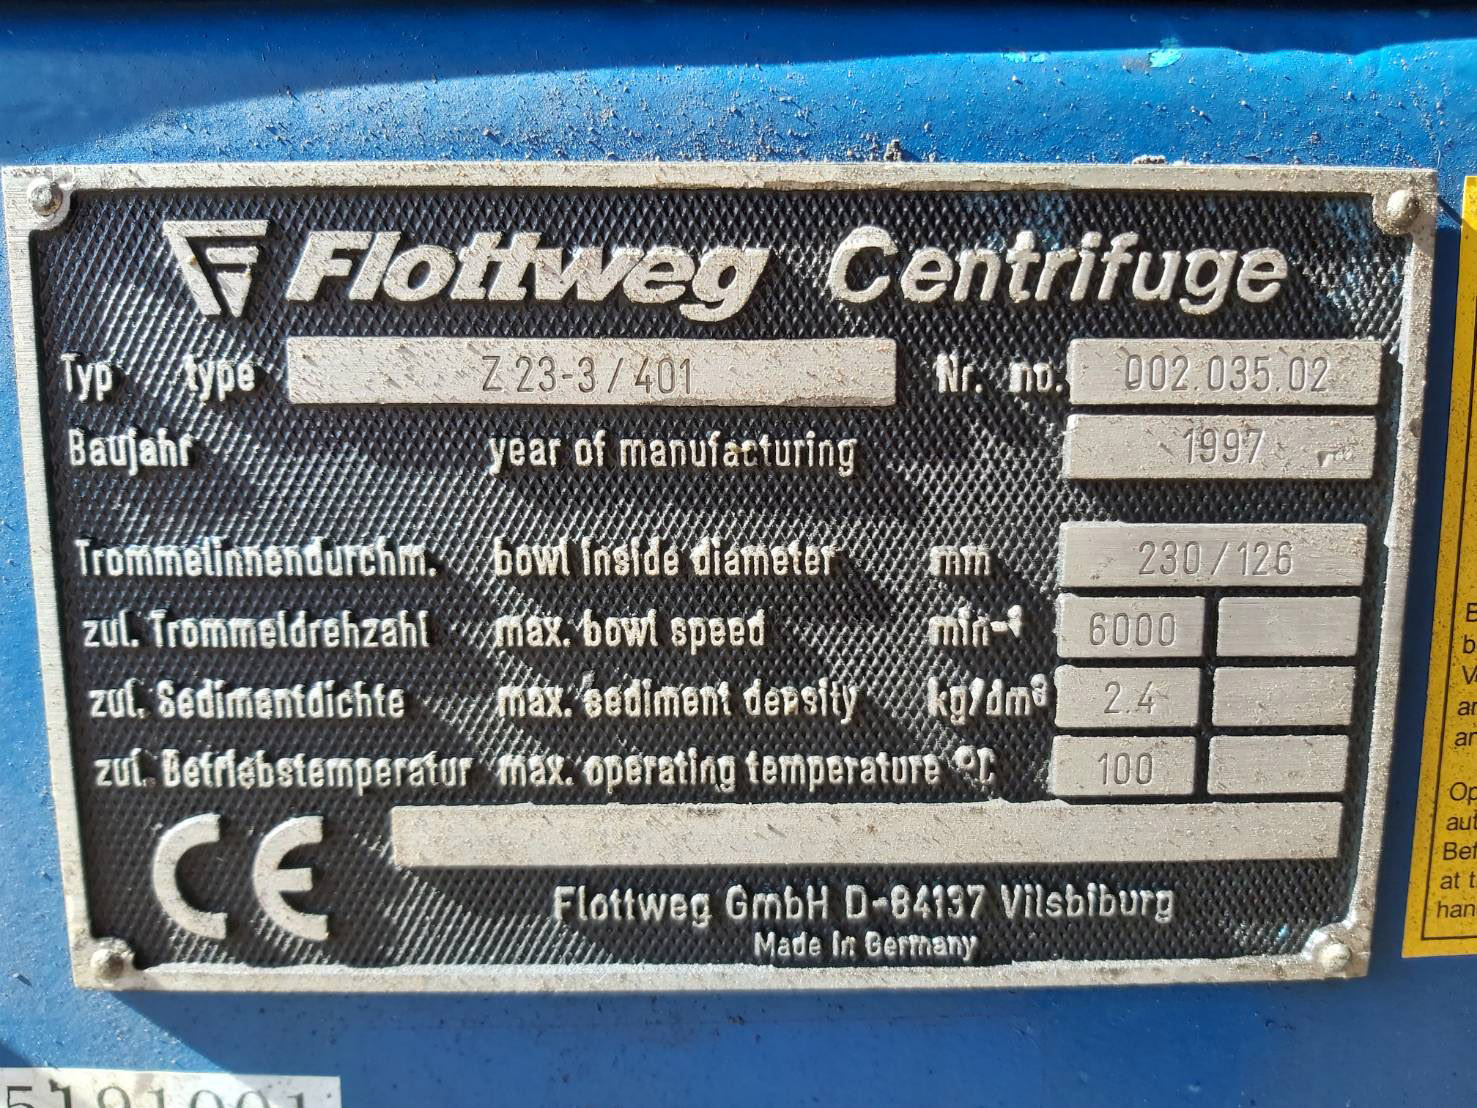 Flottweg Centrifuge
Typ type Z 23-3/401 Nr. no. 002.035.02
Baujahr year of manufacturing 1997
Trommelinnendurchm. bowl inside diameter mm 230/126
zul. Trommeldrehzahl max. bowl speed min-1 6000
zul. Sedimentdichte max. sediment density kg/dm3 2.4
zul. Betriebstemperatur max. operating temperature °C 100
CE
Flottweg GmbH D-84137 Vilsbiburg
Made in Germany